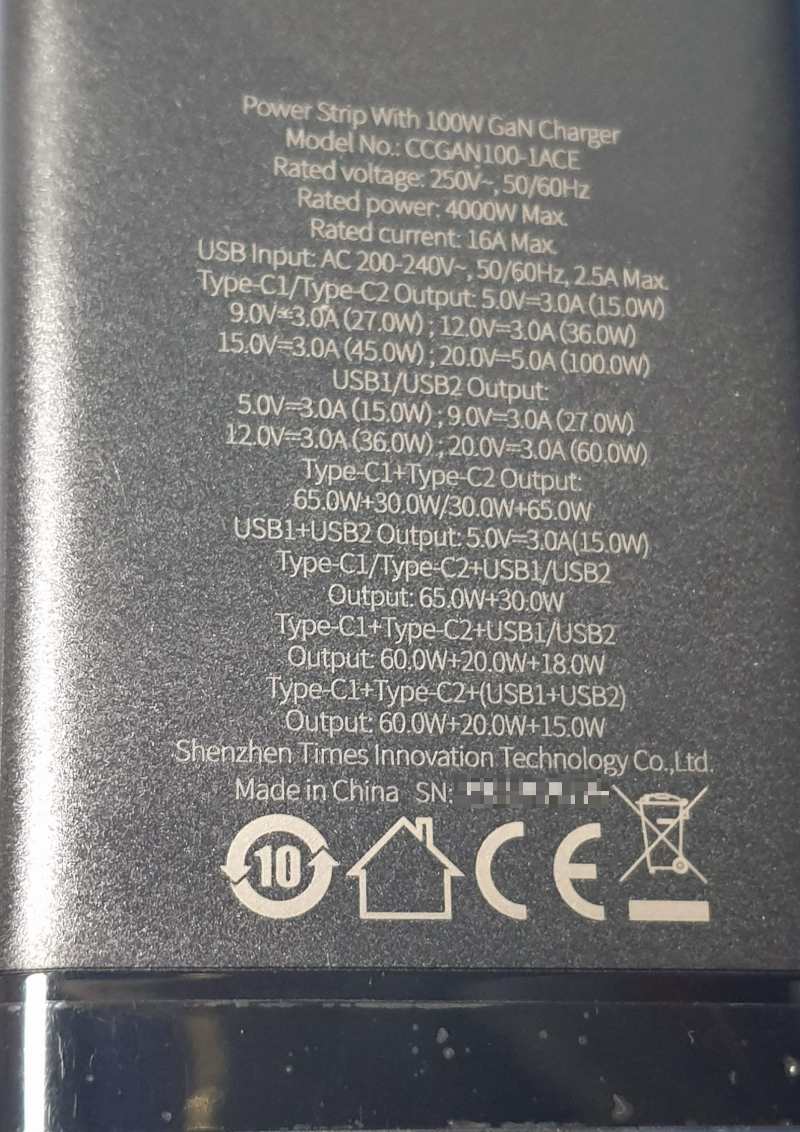 Power Strip With 100W GaN Charger
Model No.: CCGAN100-1ACE
Rated voltage: 250V~, 50/60Hz
Rated power: 4000W Max.
Rated current: 16A Max.
USB Input: AC 200-240V~, 50/60Hz, 2.5A Max.
Type-C1/Type-C2 Output: 5.0V=3.0A (15.0W)
9.0V=3.0A (27.0W) ; 12.0V=3.0A (36.0W)
15.0V=3.0A (45.0W) ; 20.0V=5.0A (100.0W)
USB1/USB2 Output:
5.0V=3.0A (15.0W) ; 9.0V=3.0A (27.0W)
12.0V=3.0A (36.0W) ; 20.0V=3.0A (60.0W)
Type-C1+Type-C2 Output:
65.0W+30.0W/30.0W+65.0W
USB1+USB2 Output: 5.0V=3.0A(15.0W)
Type-C1/Type-C2+USB1/USB2
Output: 65.0W+30.0W
Type-C1+Type-C2+USB1/USB2
Output: 60.0W+20.0W+18.0W
Type-C1+Type-C2+(USB1+USB2)
Output: 60.0W+20.0W+15.0W
Shenzhen Times Innovation Technology Co.,Ltd.
Made in China SN:
10 CE